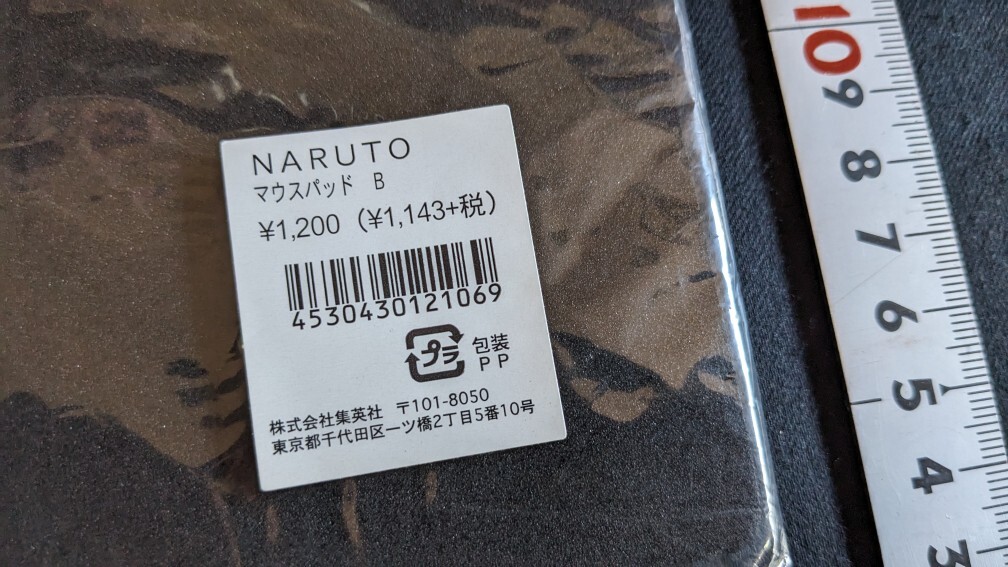 NARUTO
マウスパッド B
¥1,200 (¥1,143+税)
4530430121069
プラ
包装
PP
株式会社集英社 〒101-8050
東京都千代田区一ツ橋2丁目5番10号
10
9
8
7
6
5
4
3